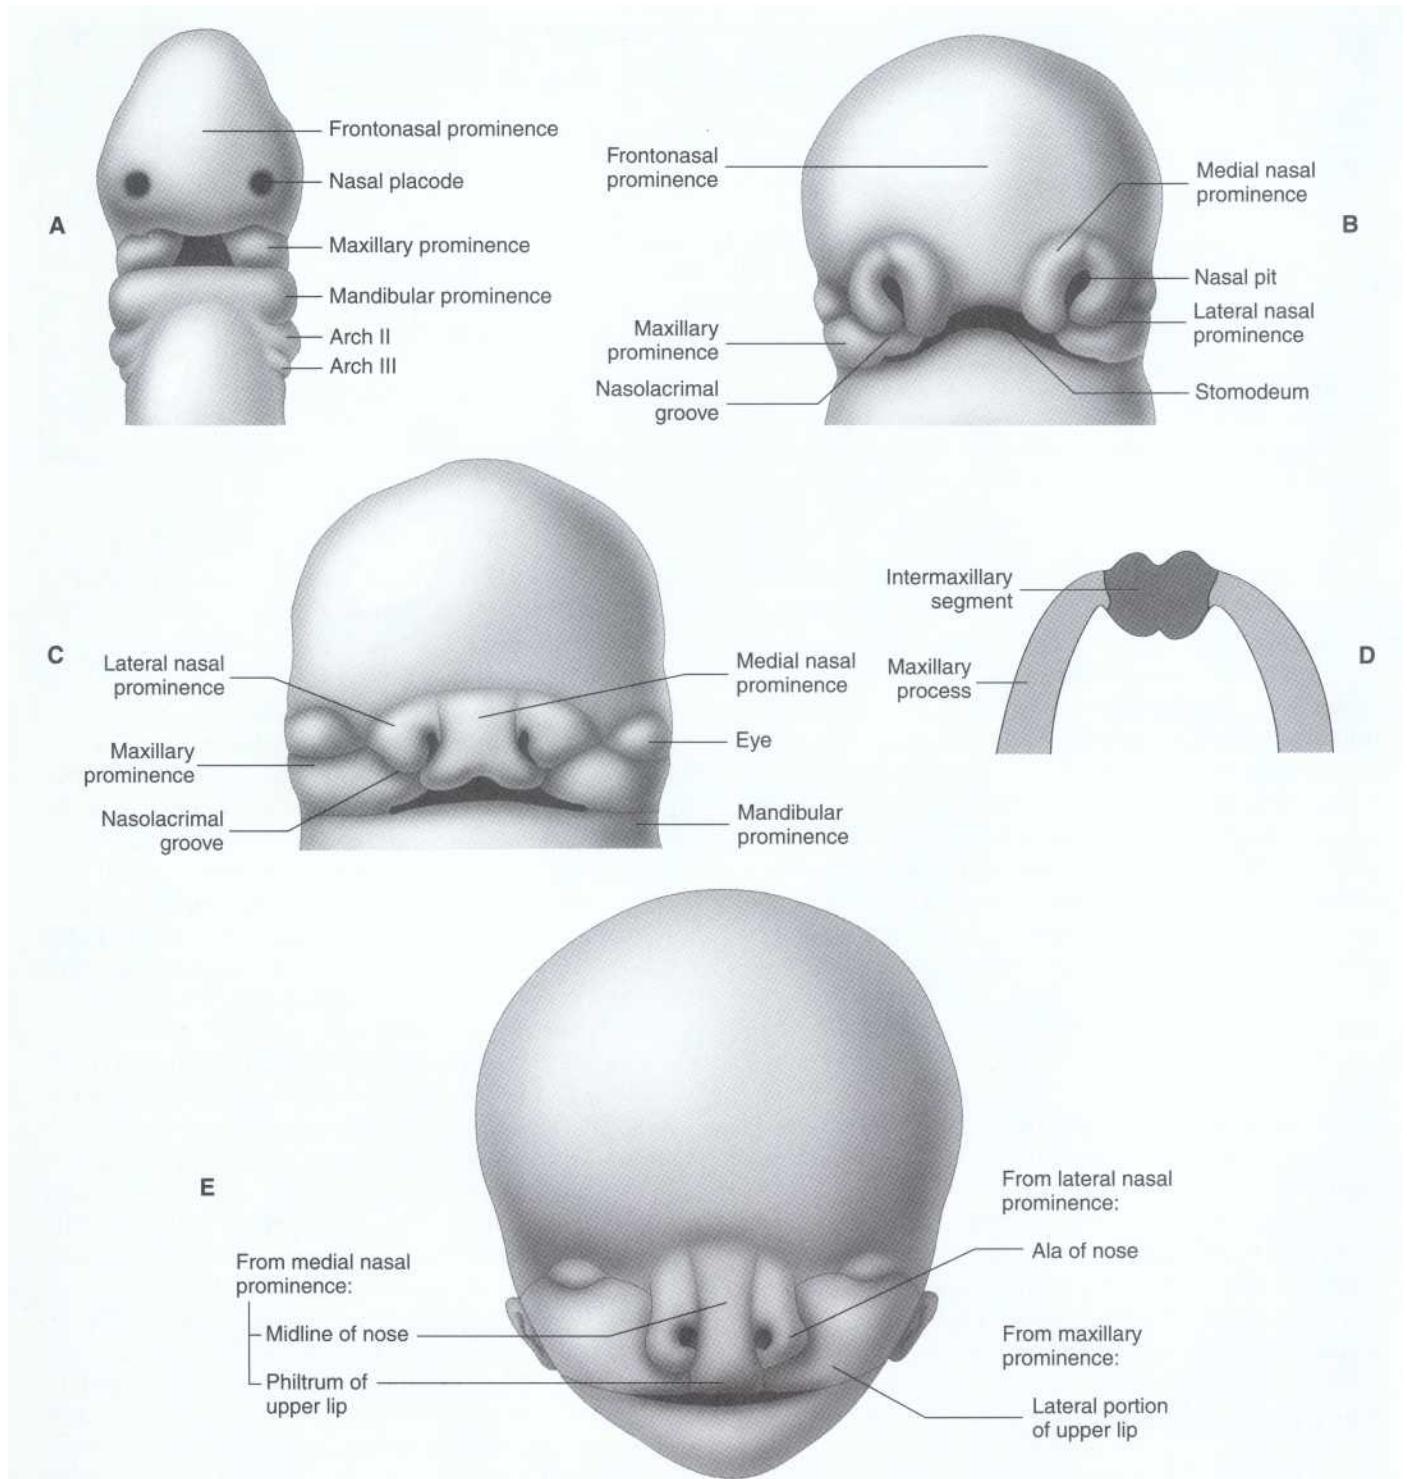 A
Frontonasal prominence
Nasal placode
Maxillary prominence
Mandibular prominence
Arch II
Arch III
B
Frontonasal
prominence
Maxillary
prominence
Nasolacrimal
groove
Medial nasal
prominence
Nasal pit
Lateral nasal
prominence
Stomodeum
C
Lateral nasal
prominence
Maxillary
prominence
Nasolacrimal
groove
Medial nasal
prominence
Eye
Mandibular
prominence
D
Intermaxillary
segment
Maxillary
process
E
From medial nasal
prominence:
Midline of nose
Philtrum of
upper lip
From lateral nasal
prominence:
Ala of nose
From maxillary
prominence:
Lateral portion
of upper lip